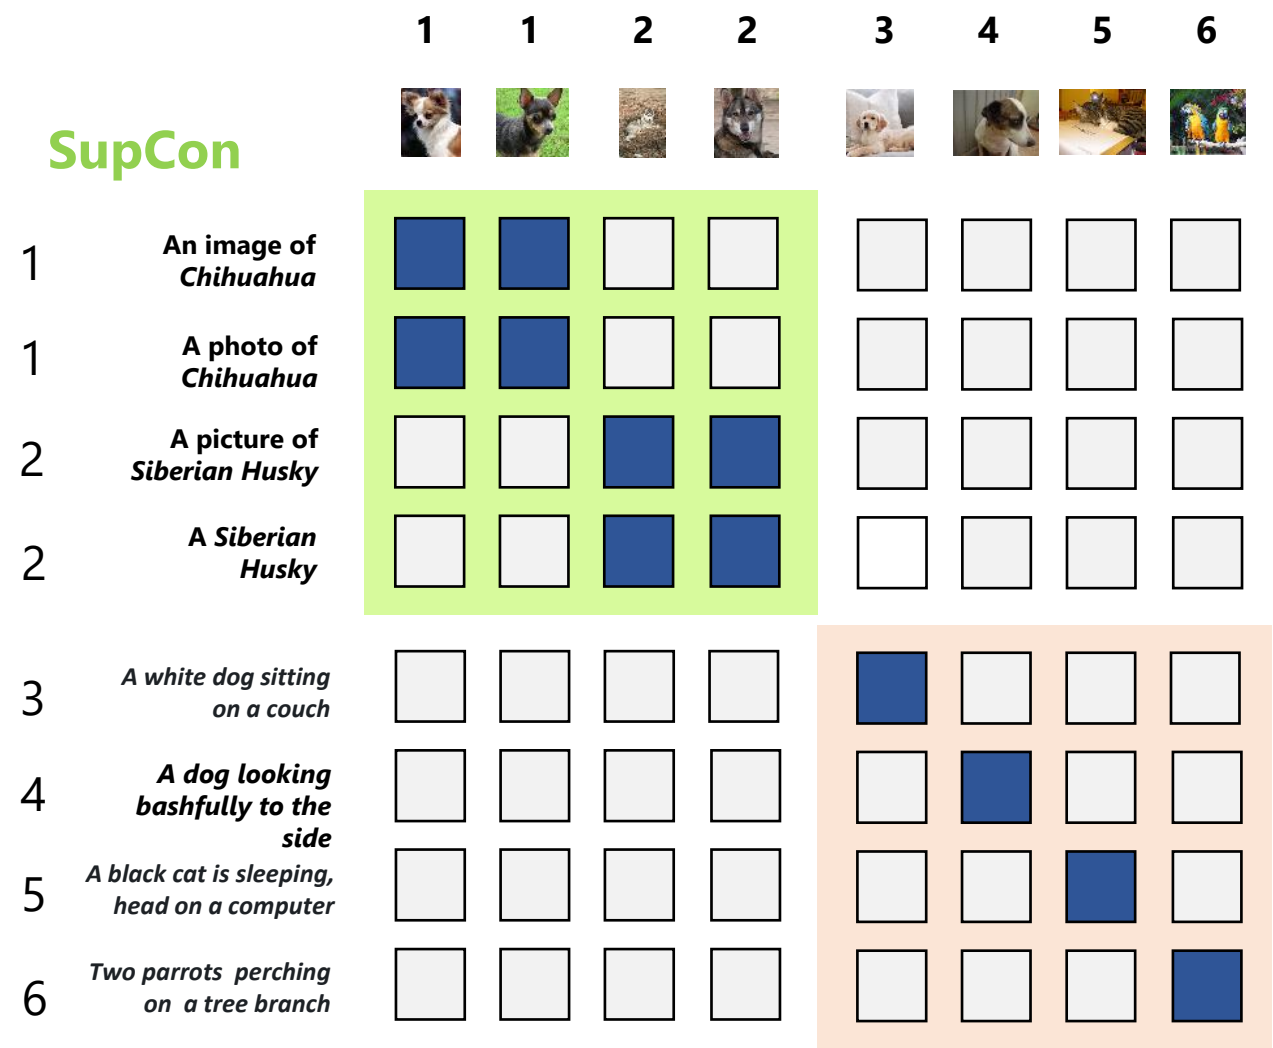 1 1 2 2 3 4 5 6
SupCon
1 An image of
Chihuahua
1 A photo of
Chihuahua
2 A picture of
Siberian Husky
2 A Siberian
Husky
3 A white dog sitting
on a couch
4 A dog looking
bashfully to the
side
5 A black cat is sleeping,
head on a computer
6 Two parrots perching
on a tree branch